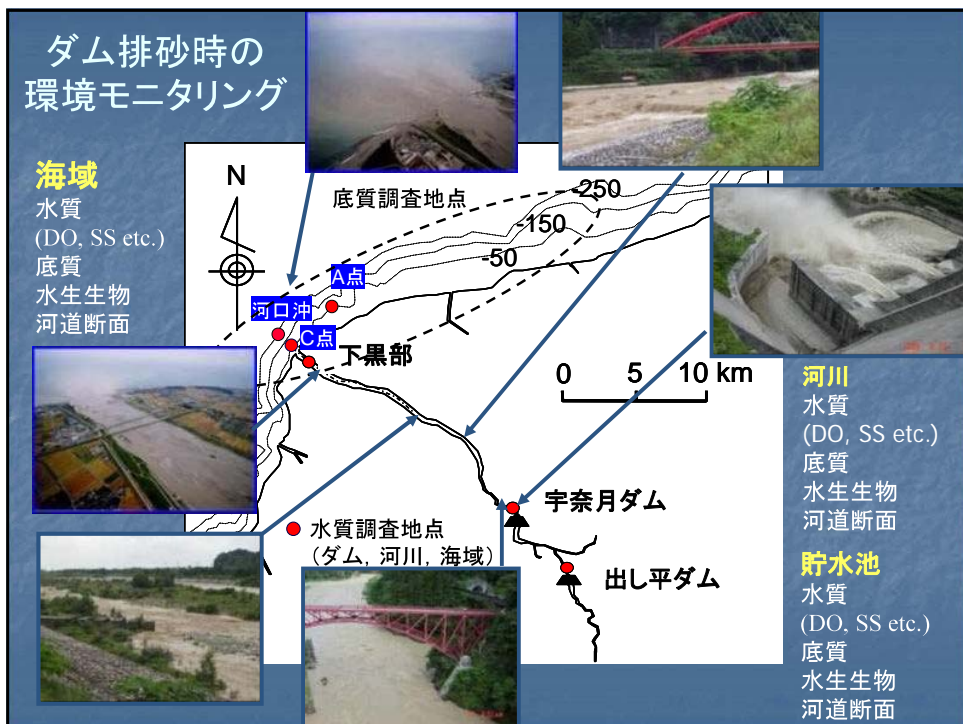 ダム排砂時の
環境モニタリング
海域
水質
(DO, SS etc.)
底質
水生生物
河道断面
N
底質調査地点
-250
-150
-50
A点
河口沖
C点
下黒部
0 5 10 km
宇奈月ダム
出し平ダム
水質調査地点
(ダム, 河川, 海域)
河川
水質
(DO, SS etc.)
底質
水生生物
河道断面
貯水池
水質
(DO, SS etc.)
底質
水生生物
河道断面